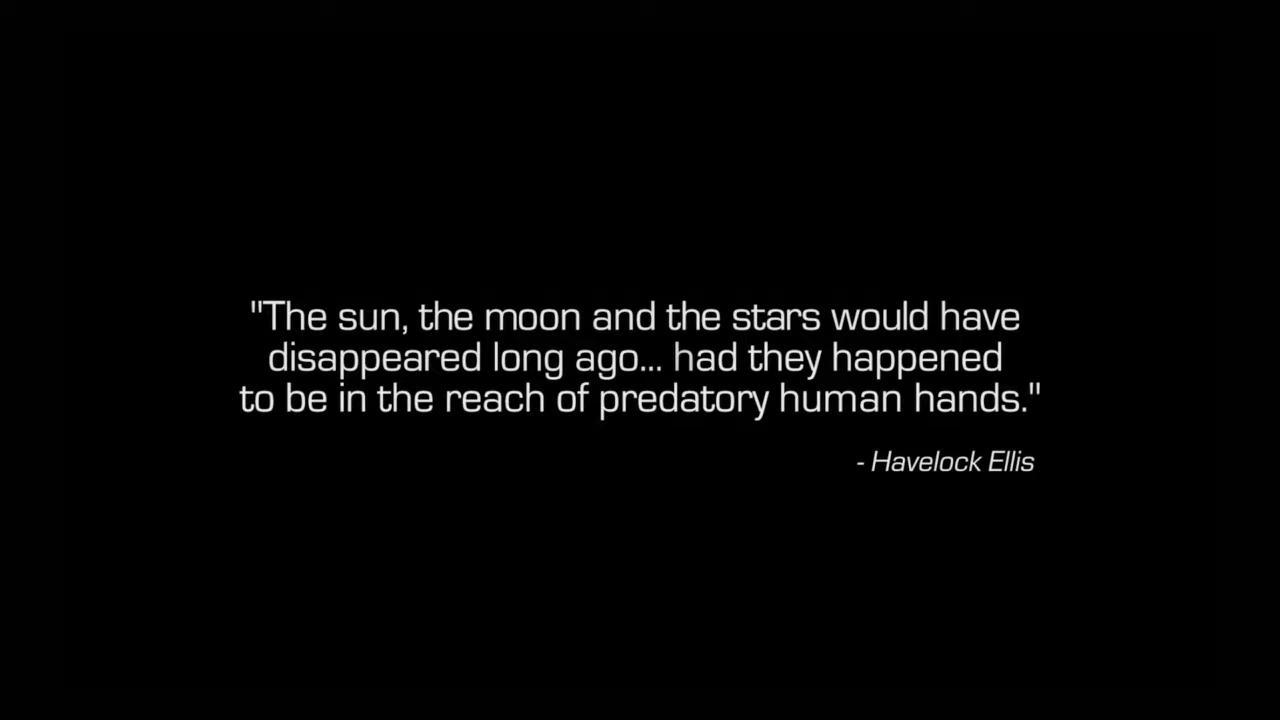 "The sun, the moon and the stars would have
disappeared long ago... had they happened
to be in the reach of predatory human hands."
- Havelock Ellis